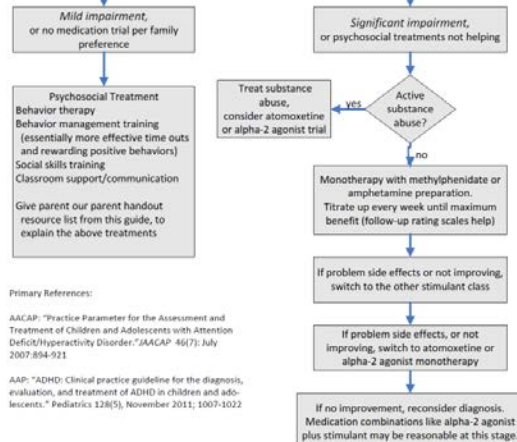 Mild impairment,
or no medication trial per family
preference
Psychosocial Treatment
Behavior therapy
Behavior management training
(essentially more effective time outs
and rewarding positive behaviors)
Social skills training
Classroom support/communication
Give parent our parent handout
resource list from this guide, to
explain the above treatments
Primary References:
AACAP: "Practice Parameter for the Assessment and
Treatment of Children and Adolescents with Attention
Deficit/Hyperactivity Disorder."JAACAP 46(7): July
2007:894-921
AAP: "ADHD: Clinical practice guideline for the diagnosis,
evaluation, and treatment of ADHD in children and ado-
lescents." Pediatrics 128(5), November 2011; 1007-1022
Significant impairment,
or psychosocial treatments not helping
Active
substance
abuse?
yes
Treat substance
abuse,
consider atomoxetine
or alpha-2 agonist trial
no
Monotherapy with methylphenidate or
amphetamine preparation.
Titrate up every week until maximum
benefit (follow-up rating scales help)
If problem side effects or not improving,
switch to the other stimulant class
If problem side effects, or not
improving, switch to atomoxetine or
alpha-2 agonist monotherapy
If no improvement, reconsider diagnosis.
Medication combinations like alpha-2 agonist
plus stimulant may be reasonable at this stage.